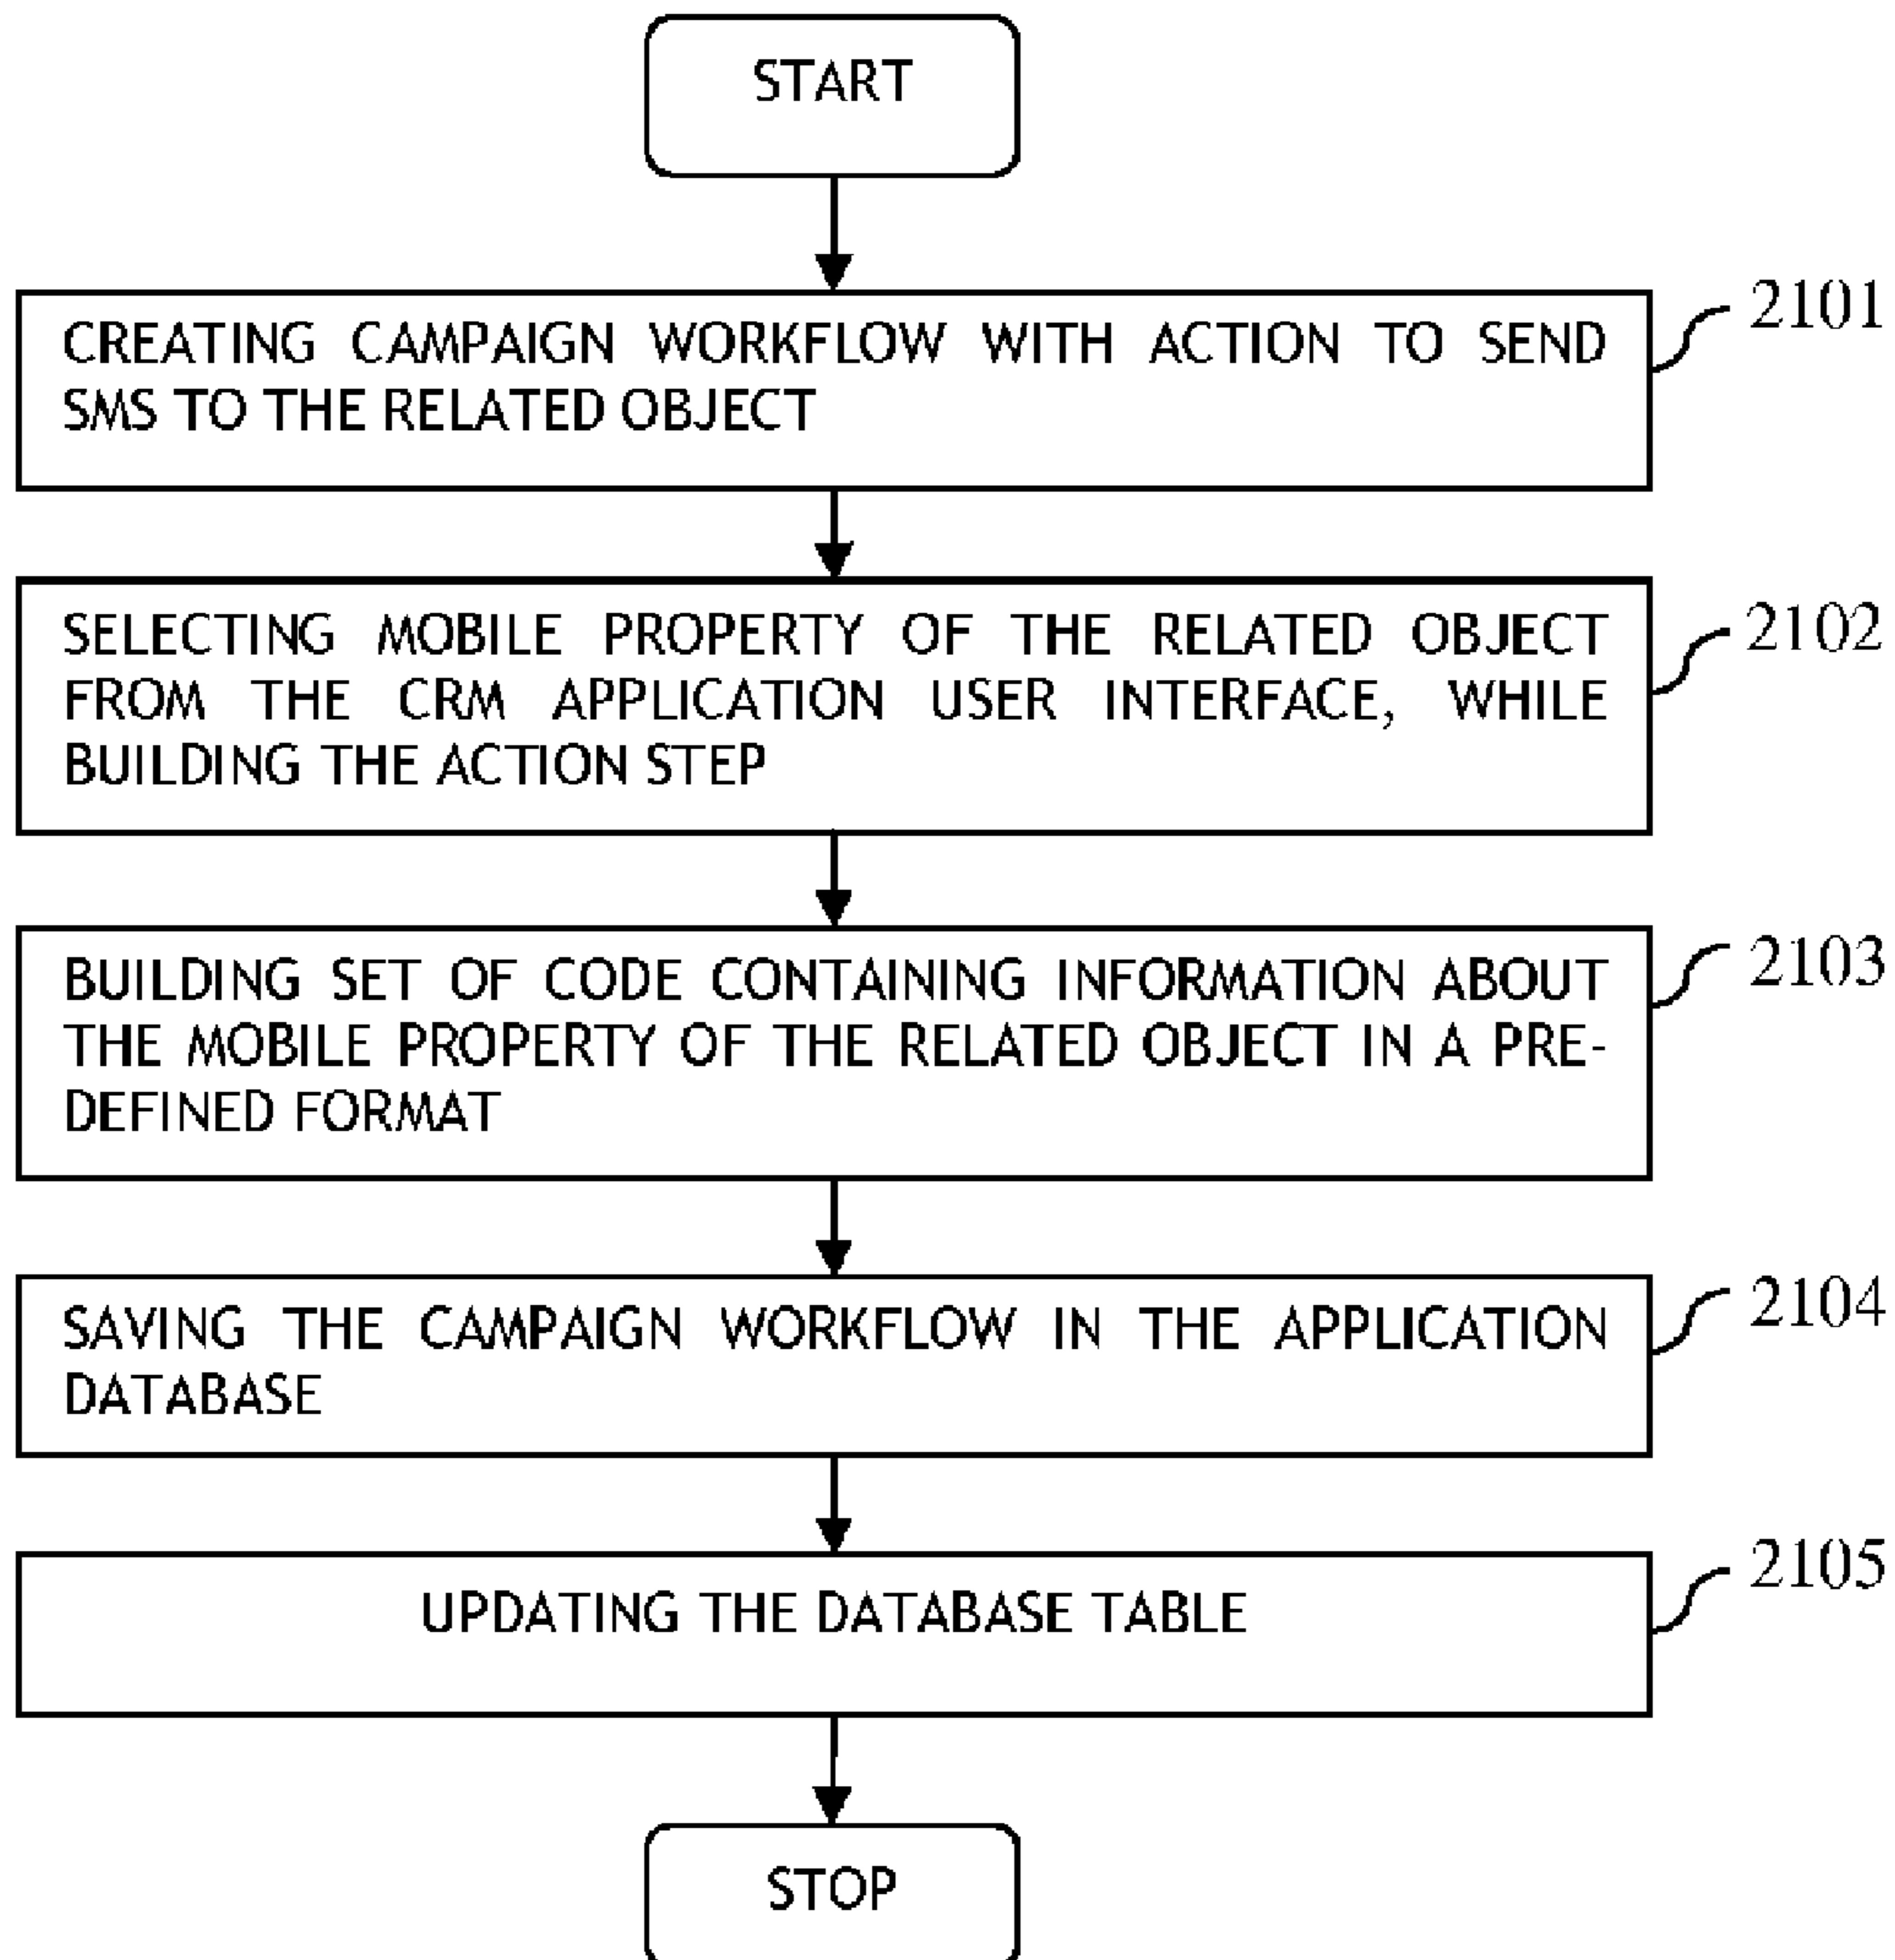 START
CREATING CAMPAIGN WORKFLOW WITH ACTION TO SEND
SMS TO THE RELATED OBJECT
2101
SELECTING MOBILE PROPERTY OF THE RELATED OBJECT
FROM THE CRM APPLICATION USER INTERFACE, WHILE
BUILDING THE ACTION STEP
2102
BUILDING SET OF CODE CONTAINING INFORMATION ABOUT
THE MOBILE PROPERTY OF THE RELATED OBJECT IN A PRE-
DEFINED FORMAT
2103
SAVING THE CAMPAIGN WORKFLOW IN THE APPLICATION
DATABASE
2104
UPDATING THE DATABASE TABLE
2105
STOP